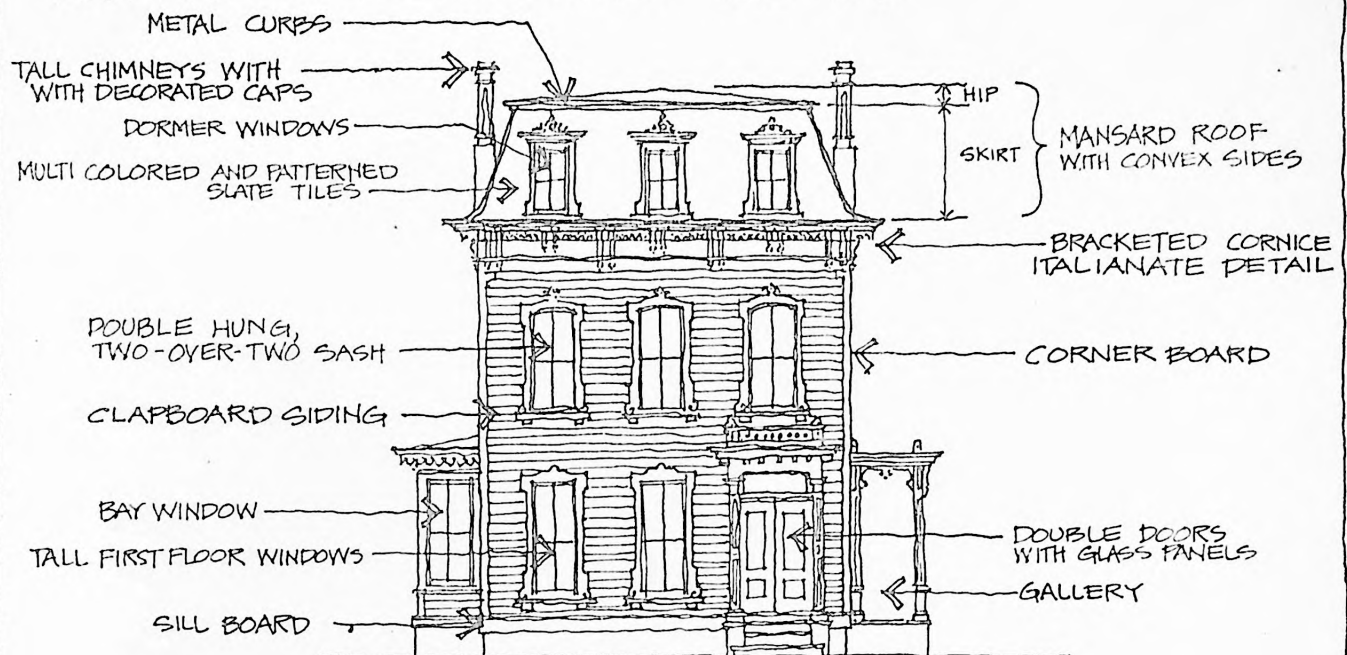 METAL CURBS
TALL CHIMNEYS WITH
WITH DECORATED CAPS
DORMER WINDOWS
MULTI COLORED AND PATTERNED
SLATE TILES
HIP
SKIRT
MANSARD ROOF
WITH CONVEX SIDES
BRACKETED CORNICE
ITALIANATE DETAIL
DOUBLE HUNG,
TWO-OVER-TWO SASH
CORNER BOARD
CLAPBOARD SIDING
BAY WINDOW
TALL FIRST FLOOR WINDOWS
DOUBLE DOORS
WITH GLASS PANELS
GALLERY
SILL BOARD